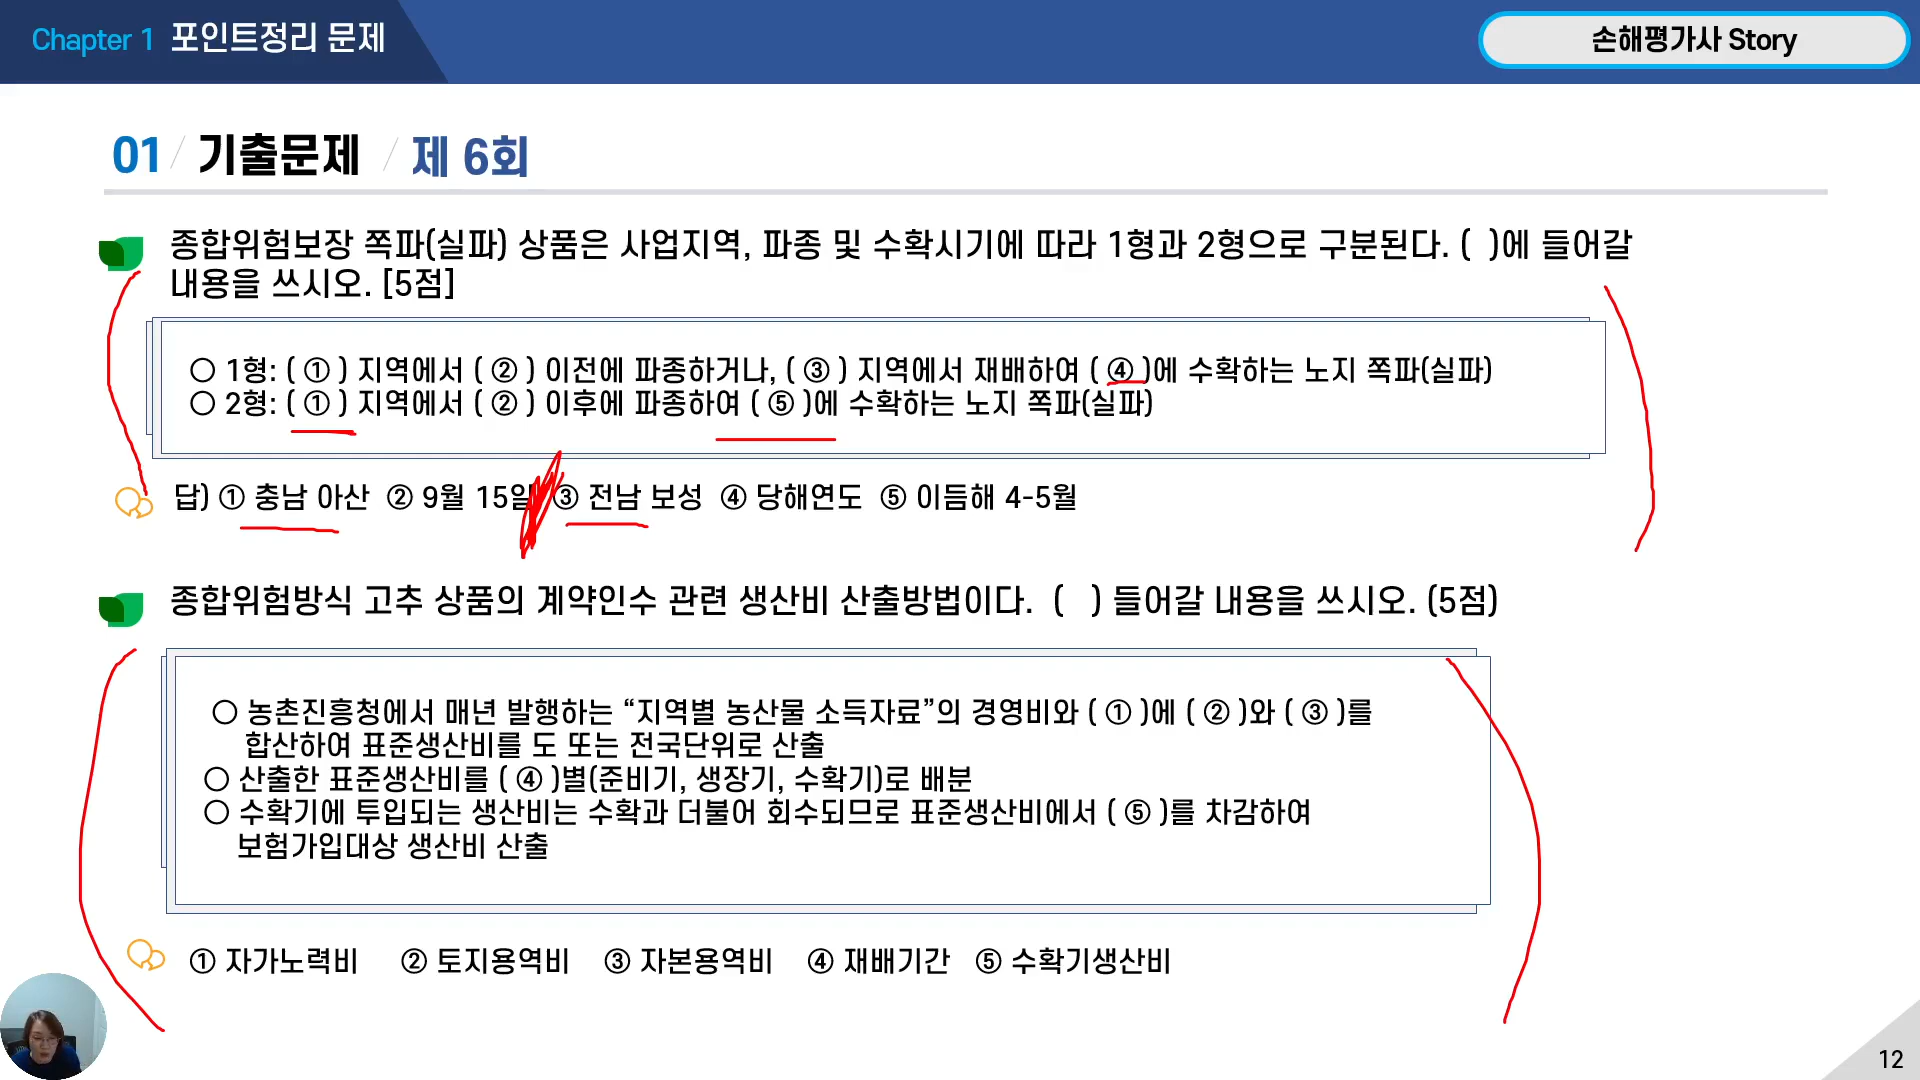 Chapter 1 포인트정리 문제
손해평가사 Story
01 / 기출문제 / 제 6회
종합위험보장 쪽파(실파) 상품은 사업지역, 파종 및 수확시기에 따라 1형과 2형으로 구분된다. ( )에 들어갈
내용을 쓰시오. [5점]
○ 1형: ( ① ) 지역에서 ( ② ) 이전에 파종하거나, ( ③ ) 지역에서 재배하여 ( ④ )에 수확하는 노지 쪽파(실파)
○ 2형: ( ① ) 지역에서 ( ② ) 이후에 파종하여 ( ⑤ )에 수확하는 노지 쪽파(실파)
답) ① 충남 아산 ② 9월 15일 ③ 전남 보성 ④ 당해연도 ⑤ 이듬해 4-5월
종합위험방식 고추 상품의 계약인수 관련 생산비 산출방법이다. ( ) 들어갈 내용을 쓰시오. (5점)
○ 농촌진흥청에서 매년 발행하는 “지역별 농산물 소득자료”의 경영비와 ( ① )에 ( ② )와 ( ③ )를
합산하여 표준생산비를 도 또는 전국단위로 산출
○ 산출한 표준생산비를 ( ④ )별(준비기, 생장기, 수확기)로 배분
○ 수확기에 투입되는 생산비는 수확과 더불어 회수되므로 표준생산비에서 ( ⑤ )를 차감하여
보험가입대상 생산비 산출
① 자가노력비 ② 토지용역비 ③ 자본용역비 ④ 재배기간 ⑤ 수확기생산비
12